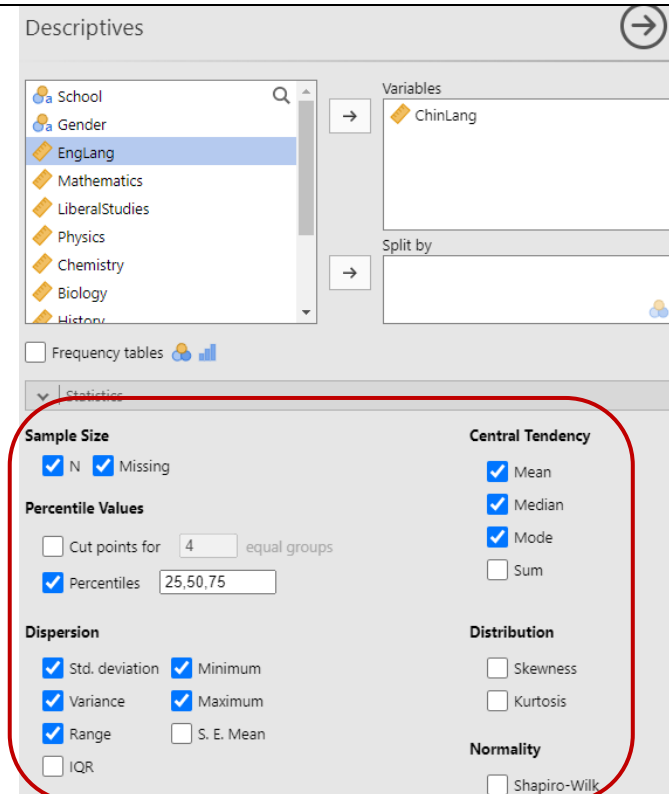 Descriptives
School
Gender
EngLang
Mathematics
LiberalStudies
Physics
Chemistry
Biology
History
Variables
ChinLang
Split by
Frequency tables
Statistics
Sample Size
N Missing
Percentile Values
Cut points for 4 equal groups
Percentiles 25,50,75
Dispersion
Std. deviation Minimum
Variance Maximum
Range S. E. Mean
IQR
Central Tendency
Mean
Median
Mode
Sum
Distribution
Skewness
Kurtosis
Normality
Shapiro-Wilk